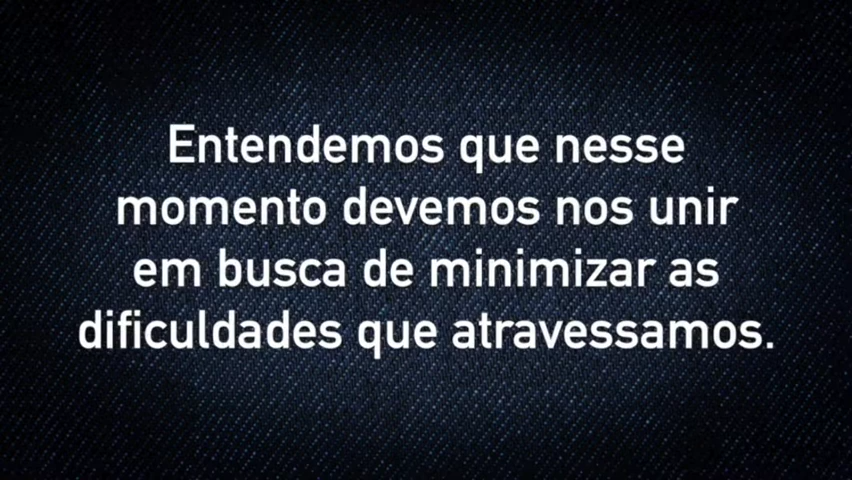 Entendemos que nesse
momento devemos nos unir
em busca de minimizar as
dificuldades que atravessamos.